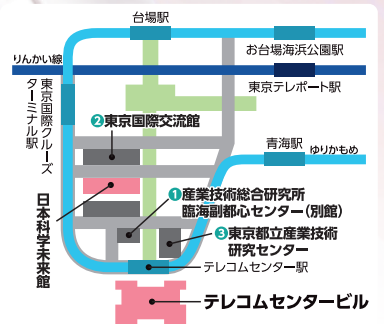 台場駅
お台場海浜公園駅
りんかい線
東京テレポート駅
東京国際クルーズ
ターミナル駅
❷東京国際交流館
青海駅
ゆりかもめ
日本科学未来館
❶産業技術総合研究所
臨海副都心センター(別館)
❸東京都立産業技術
研究センター
テレコムセンター駅
テレコムセンタービル